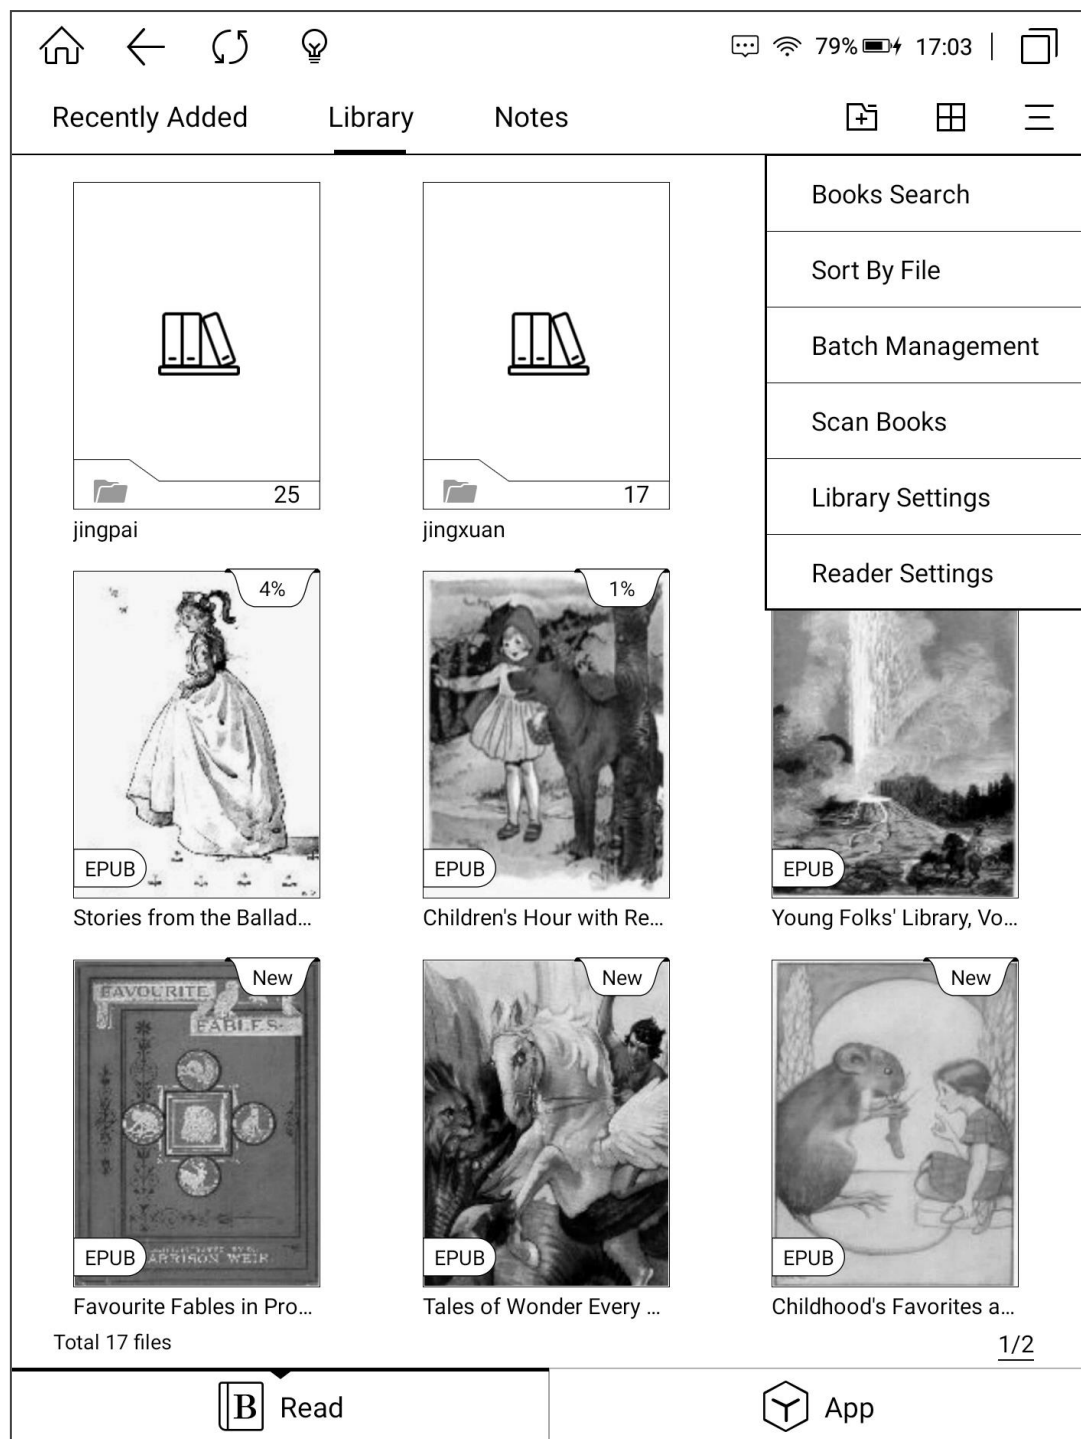 79% 17:03
Recently Added Library Notes
Books Search
Sort By File
Batch Management
Scan Books
Library Settings
Reader Settings
25
17
jingpai
jingxuan
4%
1%
EPUB
EPUB
EPUB
Stories from the Ballad...
Children's Hour with Re...
Young Folks' Library, Vo...
New
New
New
FAVOURITE
FABLES
EPUB
ARRISON WEIR
EPUB
EPUB
Favourite Fables in Pro...
Tales of Wonder Every ...
Childhood's Favorites a...
Total 17 files
1/2
B Read
App